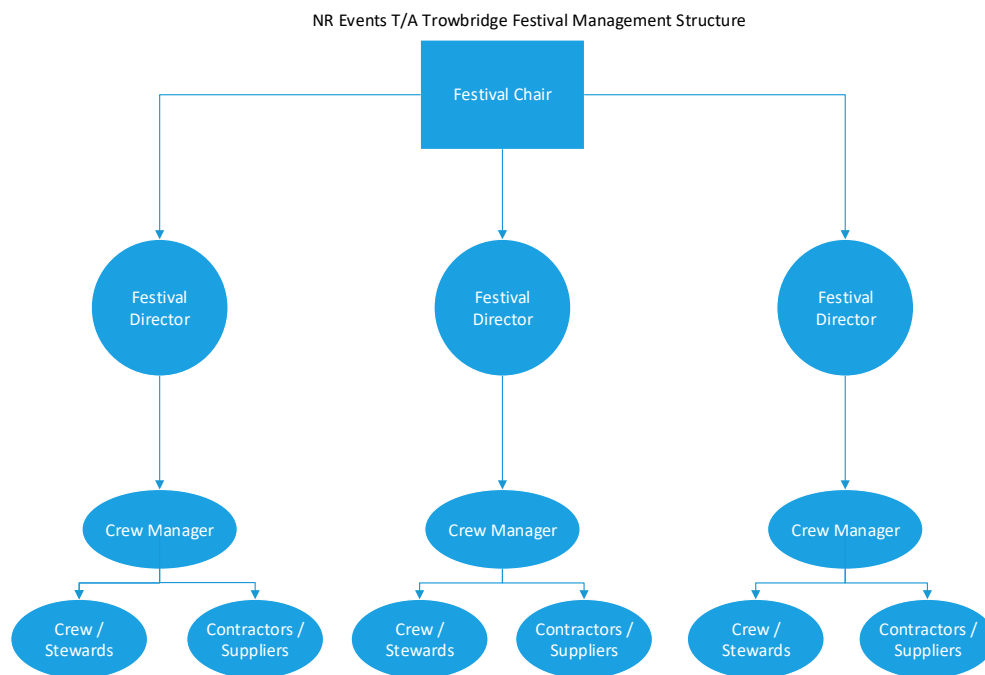 NR Events T/A Trowbridge Festival Management Structure
Festival Chair
Festival
Director
Festival
Director
Festival
Director
Crew Manager
Crew Manager
Crew Manager
Crew /
Stewards
Contractors /
Suppliers
Crew /
Stewards
Contractors /
Suppliers
Crew /
Stewards
Contractors /
Suppliers